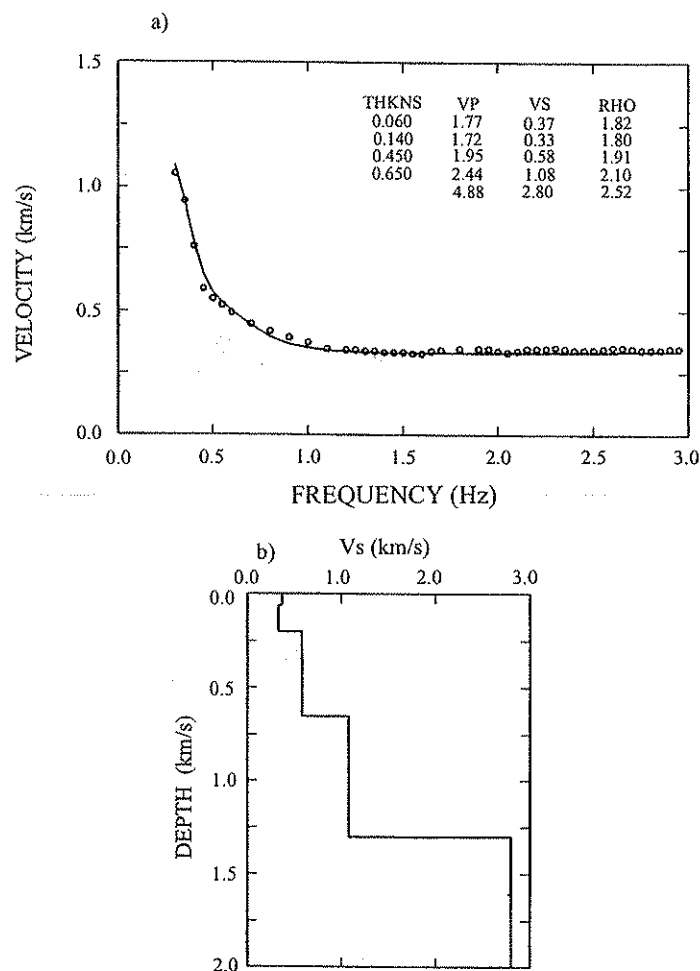 a)
1.5
1.0
0.5
0.0
VELOCITY (km/s)
THKNS VP VS RHO
0.060 1.77 0.37 1.82
0.140 1.72 0.33 1.80
0.450 1.95 0.58 1.91
0.650 2.44 1.08 2.10
4.88 2.80 2.52
0.0 0.5 1.0 1.5 2.0 2.5 3.0
FREQUENCY (Hz)
b) Vs (km/s)
0.0 1.0 2.0 3.0
0.0
0.5
1.0
1.5
2.0
DEPTH (km/s)